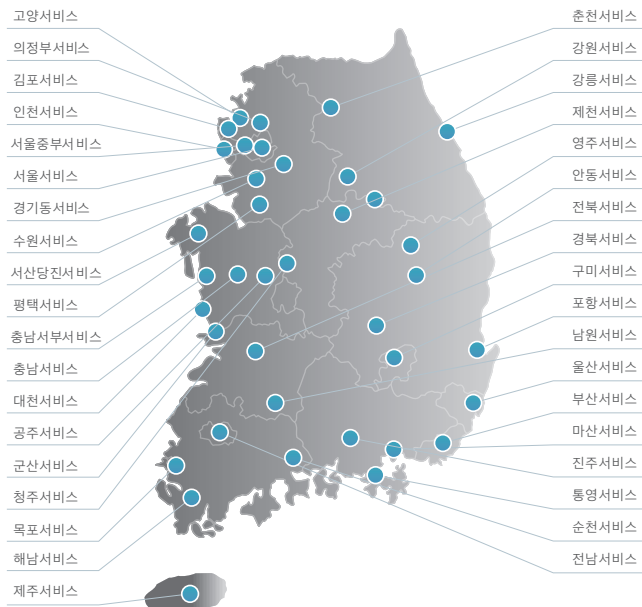 고양서비스
의정부서비스
김포서비스
인천서비스
서울중부서비스
서울서비스
경기동서비스
수원서비스
서산당진서비스
평택서비스
충남서부서비스
충남서비스
대천서비스
공주서비스
군산서비스
청주서비스
목포서비스
해남서비스
제주서비스
춘천서비스
강원서비스
강릉서비스
제천서비스
영주서비스
안동서비스
전북서비스
경북서비스
구미서비스
포항서비스
남원서비스
울산서비스
부산서비스
마산서비스
진주서비스
통영서비스
순천서비스
전남서비스